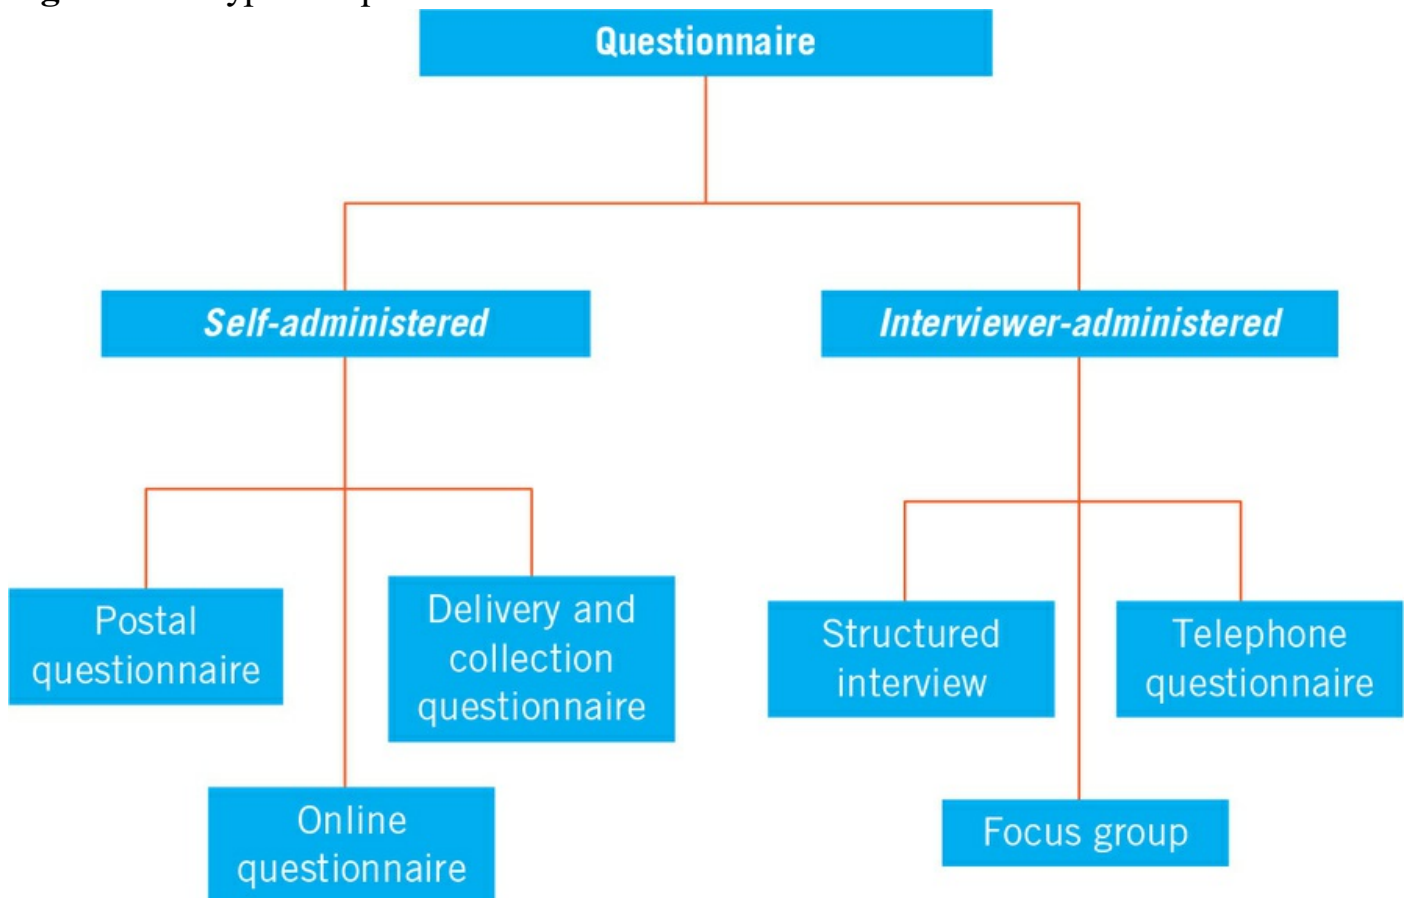 Questionnaire
Self-administered
Interviewer-administered
Postal
questionnaire
Delivery and
collection
questionnaire
Structured
interview
Telephone
questionnaire
Online
questionnaire
Focus group